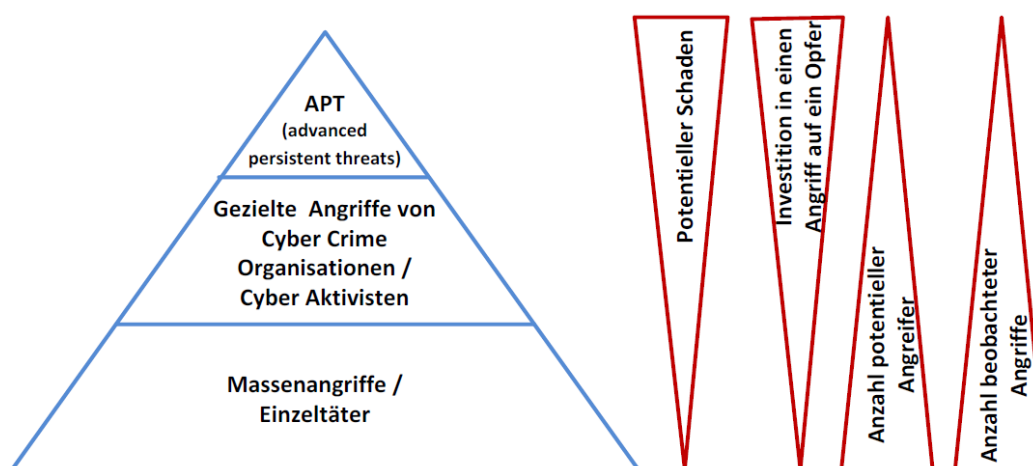 APT
(advanced
persistent threats)
Gezielte Angriffe von
Cyber Crime
Organisationen /
Cyber Aktivisten
Massenangriffe /
Einzeltäter
Potentieller Schaden
Investition in einen
Angriff auf ein Opfer
Anzahl potentieller
Angreifer
Anzahl beobachteter
Angriffe